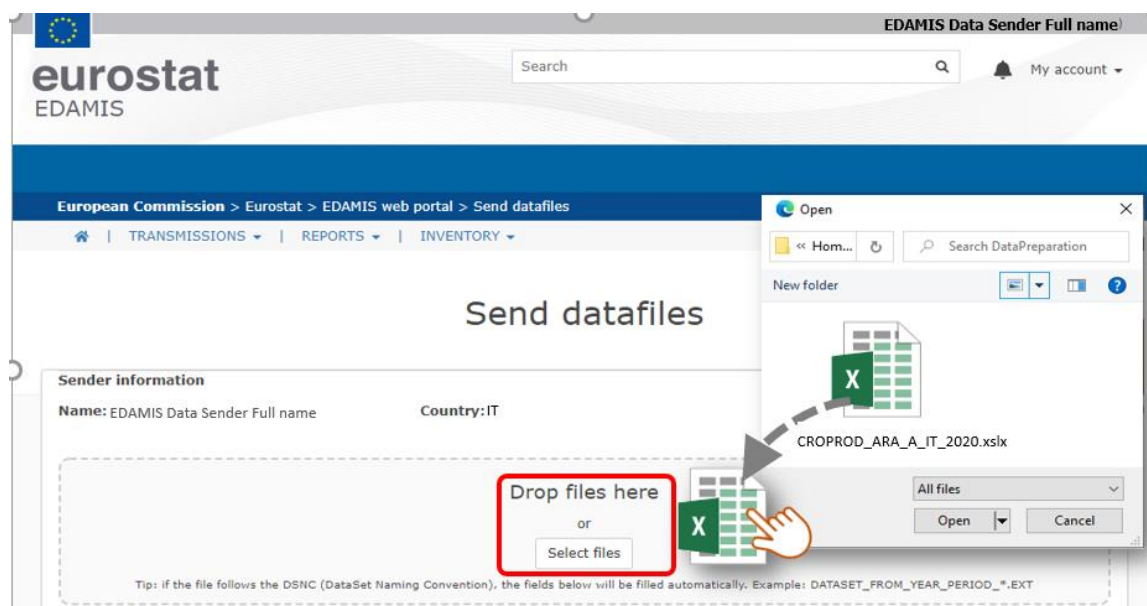 EDAMIS Data Sender Full name)
eurostat
EDAMIS
Search
My account
European Commission > Eurostat > EDAMIS web portal > Send datafiles
TRANSMISSIONS | REPORTS | INVENTORY
Send datafiles
Sender information
Name: EDAMIS Data Sender Full name Country:IT
Drop files here
or
Select files
Tip: if the file follows the DSNC (DataSet Naming Convention), the fields below will be filled automatically. Example: DATASET_FROM_YEAR_PERIOD_*.EXT
X
Open
« Hom... Search DataPreparation
New folder
X
CROPROD_ARA_A_IT_2020.xslx
All files
Open Cancel